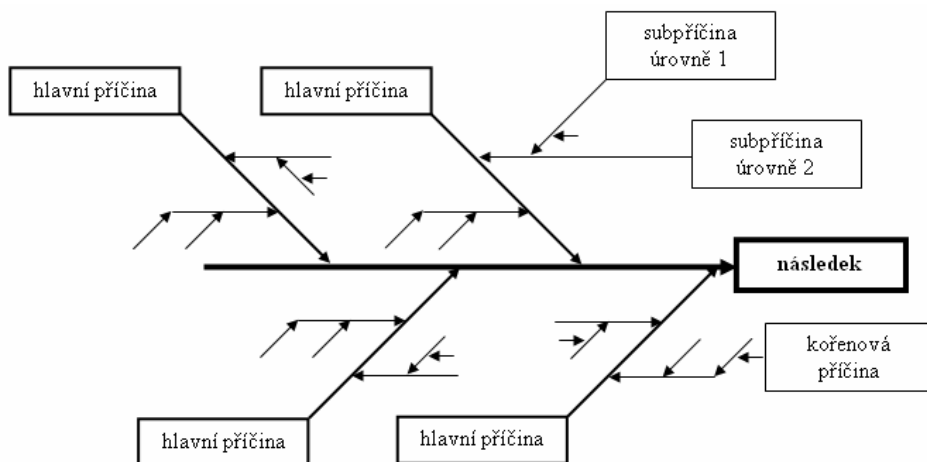 subpříčina
úrovně 1
hlavní příčina
hlavní příčina
subpříčina
úrovně 2
následek
kořenová
příčina
hlavní příčina
hlavní příčina